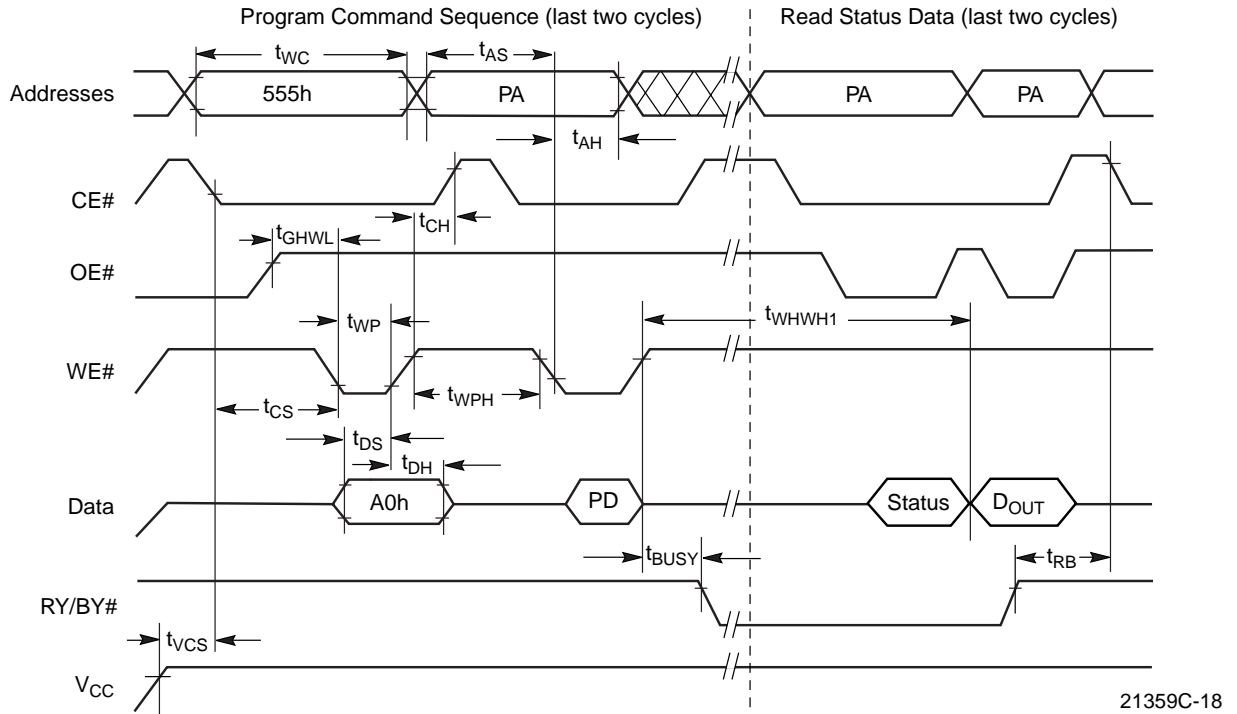 Program Command Sequence (last two cycles)
Read Status Data (last two cycles)
tWC
tAS
Addresses
555h
PA
PA
PA
tAH
CE#
tCH
tGHWL
OE#
tWP
tWHWH1
WE#
tCS
tWPH
tDS
tDH
Data
A0h
PD
Status
DOUT
tBUSY
tRB
RY/BY#
tVCS
VCC
21359C-18